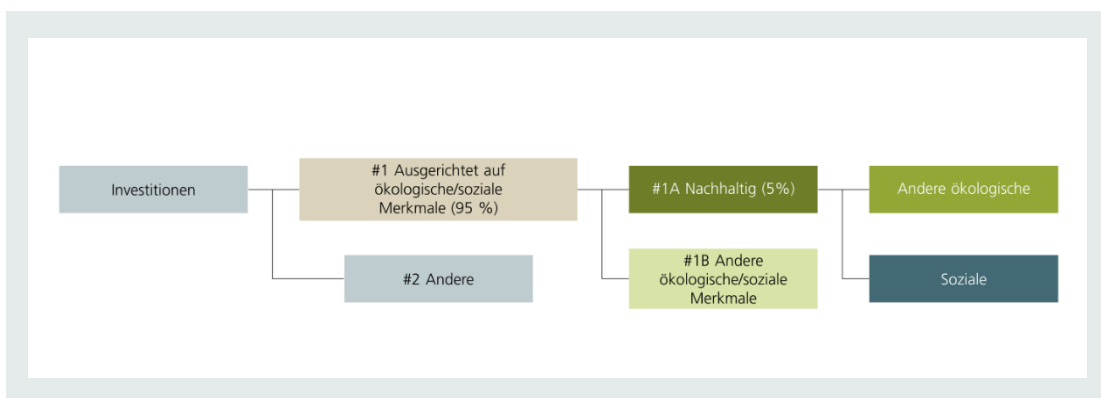 Investitionen
#1 Ausgerichtet auf
ökologische/soziale
Merkmale (95 %)
#2 Andere
#1A Nachhaltig (5%)
#1B Andere
ökologische/soziale
Merkmale
Andere ökologische
Soziale